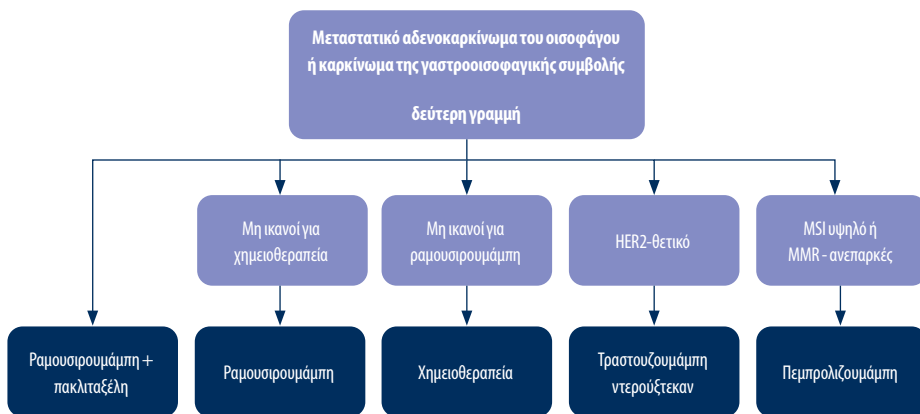 Μεταστατικό αδενοκαρκίνωμα του οισοφάγου
ή καρκίνωμα της γαστροοισοφαγικής συμβολής
δεύτερη γραμμή
Μη ικανοί για
χημειοθεραπεία
Μη ικανοί για
ραμουσιρουμάμπη
HER2-θετικό
MSI υψηλό ή
MMR - ανεπαρκές
Ραμουσιρουμάμπη +
πακλιταξέλη
Ραμουσιρουμάμπη
Χημειοθεραπεία
Τραστουζουμάμπη
ντερούξτεκαν
Πεμπρολιζουμάμπη